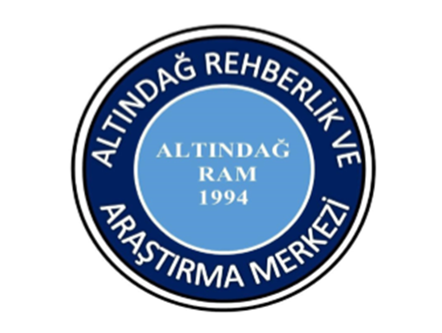 ALTINDAĞ REHBERLİK VE
ARAŞTIRMA MERKEZİ
ALTINDAĞ
RAM
1994